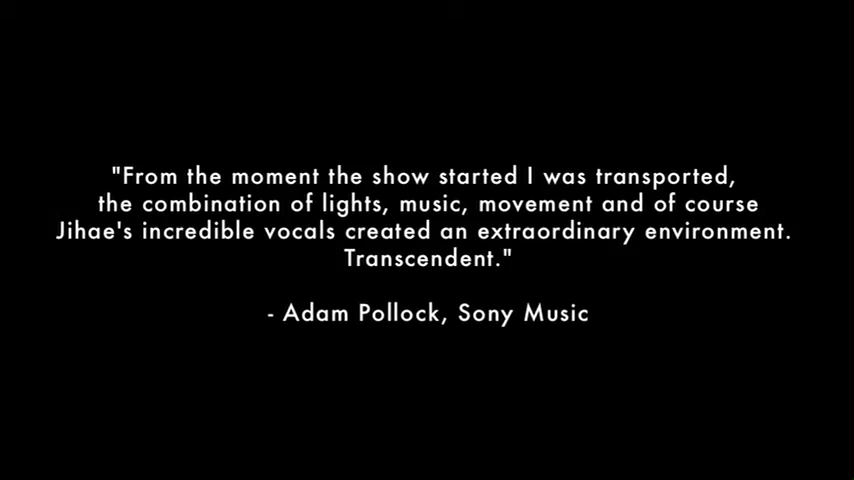 "From the moment the show started I was transported,
the combination of lights, music, movement and of course
Jihae's incredible vocals created an extraordinary environment.
Transcendent."
- Adam Pollock, Sony Music